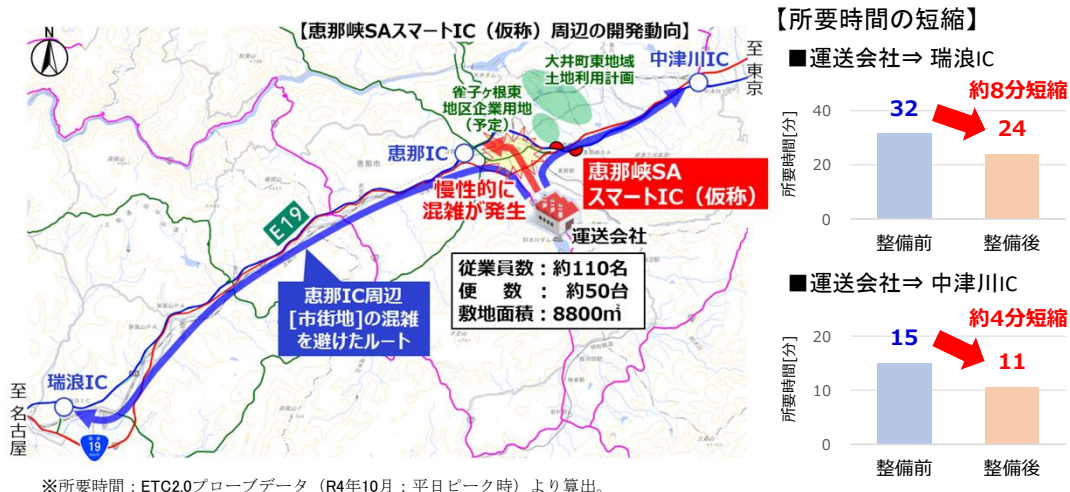 【恵那峡SAスマートIC（仮称）周辺の開発動向】
N
至 東京
中津川IC
大井町東地域
土地利用計画
雀子ヶ根東
地区企業用地
（予定）
恵那IC
恵那峡SA
スマートIC（仮称）
慢性的に
混雑が発生
運送会社
E19
従業員数：約110名
便　数　：　約50台
敷地面積：8800㎡
恵那IC周辺
[市街地]の混雑
を避けたルート
瑞浪IC
至 名古屋
19
【所要時間の短縮】
■運送会社⇒ 瑞浪IC
約8分短縮
所要時間[分]
40
20
0
32
24
整備前
整備後
■運送会社⇒ 中津川IC
約4分短縮
所要時間[分]
20
10
0
15
11
整備前
整備後
※所要時間：ETC2.0プローブデータ（R4年10月：平日ピーク時）より算出。